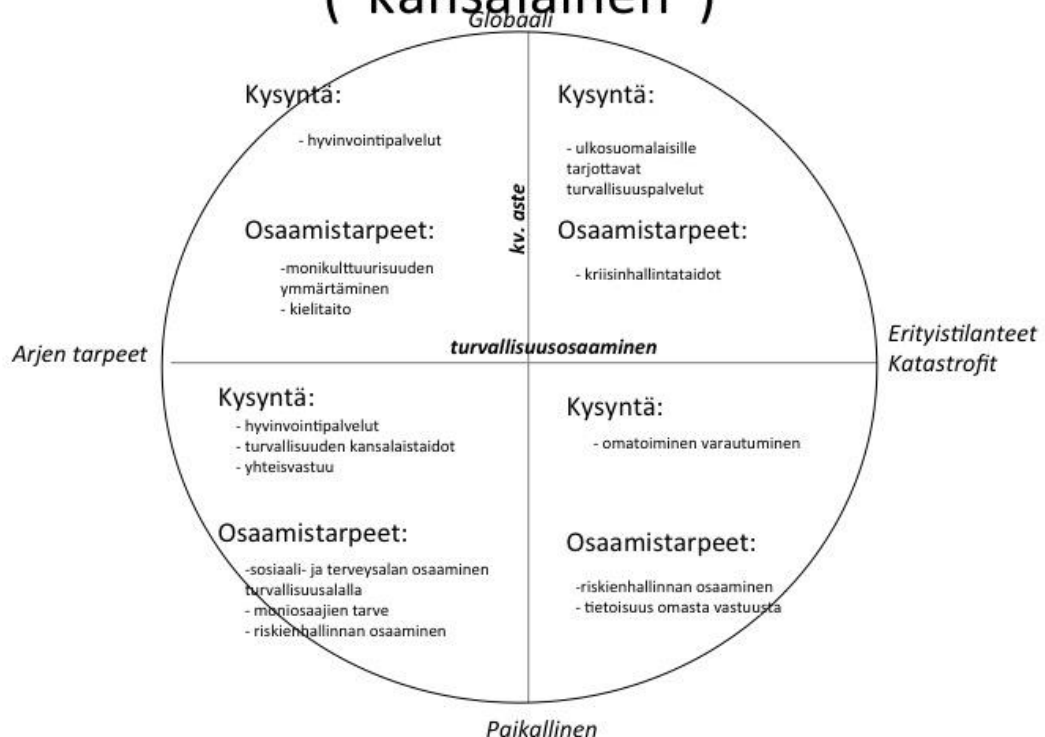 ("kansalainen")
Globaali
Kysyntä:
- hyvinvointipalvelut
Osaamistarpeet:
-monikulttuurisuuden
ymmärtäminen
- kielitaito
Kysyntä:
- ulkosuomalaisille
tarjottavat
turvallisuuspalvelut
Osaamistarpeet:
- kriisinhallintataidot
kv. aste
turvallisuusosaaminen
Arjen tarpeet
Erityistilanteet
Katastrofit
Kysyntä:
- hyvinvointipalvelut
- turvallisuuden kansalaistaidot
- yhteisvastuu
Osaamistarpeet:
-sosiaali- ja terveysalan osaaminen
turvallisuusalalla
- moniosaajien tarve
- riskienhallinnan osaaminen
Kysyntä:
- omatoiminen varautuminen
Osaamistarpeet:
-riskienhallinnan osaaminen
- tietoisuus omasta vastuusta
Paikallinen